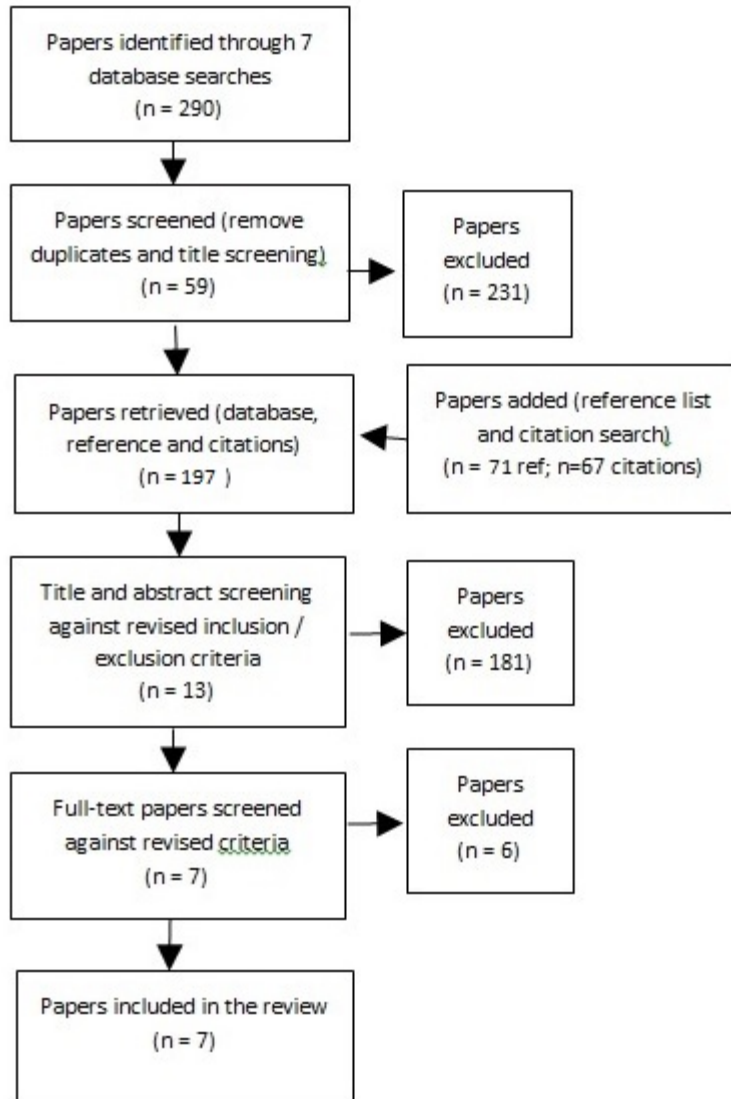 Papers identified through 7
database searches
(n = 290)
Papers screened (remove
duplicates and title screening)
(n = 59)
Papers
excluded
(n = 231)
Papers retrieved (database,
reference and citations)
(n = 197 )
Papers added (reference list
and citation search)
(n = 71 ref; n=67 citations)
Title and abstract screening
against revised inclusion /
exclusion criteria
(n = 13)
Papers
excluded
(n = 181)
Full-text papers screened
against revised criteria
(n = 7)
Papers
excluded
(n = 6)
Papers included in the review
(n = 7)